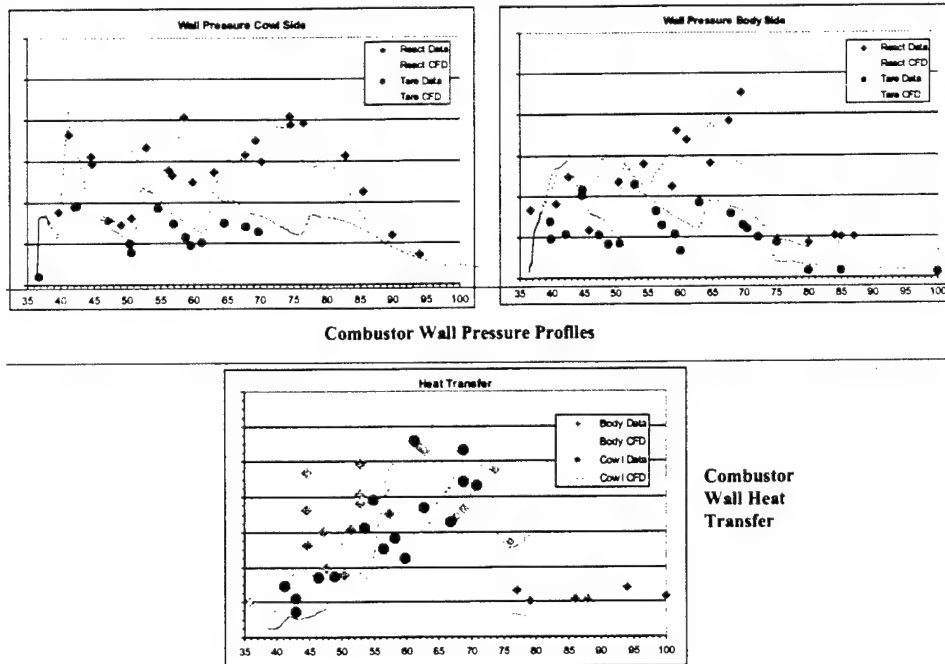 Wall Pressure Cowl Side
React Data
React CFD
Tare Data
Tare CFD
35 40 45 50 55 60 65 70 75 80 85 90 95 100
Wall Pressure Body Side
React Data
React CFD
Tare Data
Tare CFD
35 40 45 50 55 60 65 70 75 80 85 90 95 100
Combustor Wall Pressure Profiles
Heat Transfer
Body Data
Body CFD
Cowl Data
Cowl CFD
35 40 45 50 55 60 65 70 75 80 85 90 95 100
Combustor
Wall Heat
Transfer